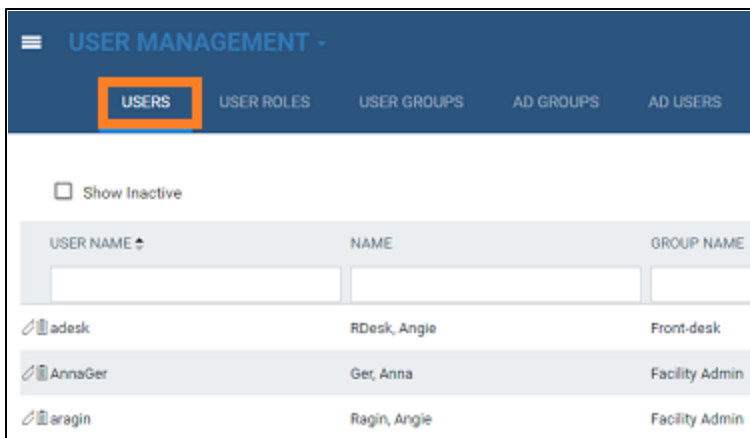 USER MANAGEMENT
USERS USER ROLES USER GROUPS AD GROUPS AD USERS
Show Inactive
USER NAME NAME GROUP NAME
adesk RDesk, Angie Front-desk
AnnaGer Ger, Anna Facility Admin
aragin Ragin, Angie Facility Admin